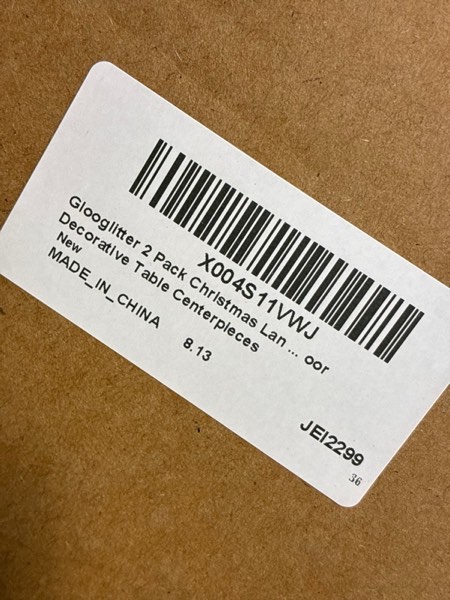 X004S11VWJ
Glooglitter 2 Pack Christmas Lan ... oor
Decorative Table Centerpieces
New
MADE_IN_CHINA 8.13
JEI2299
36